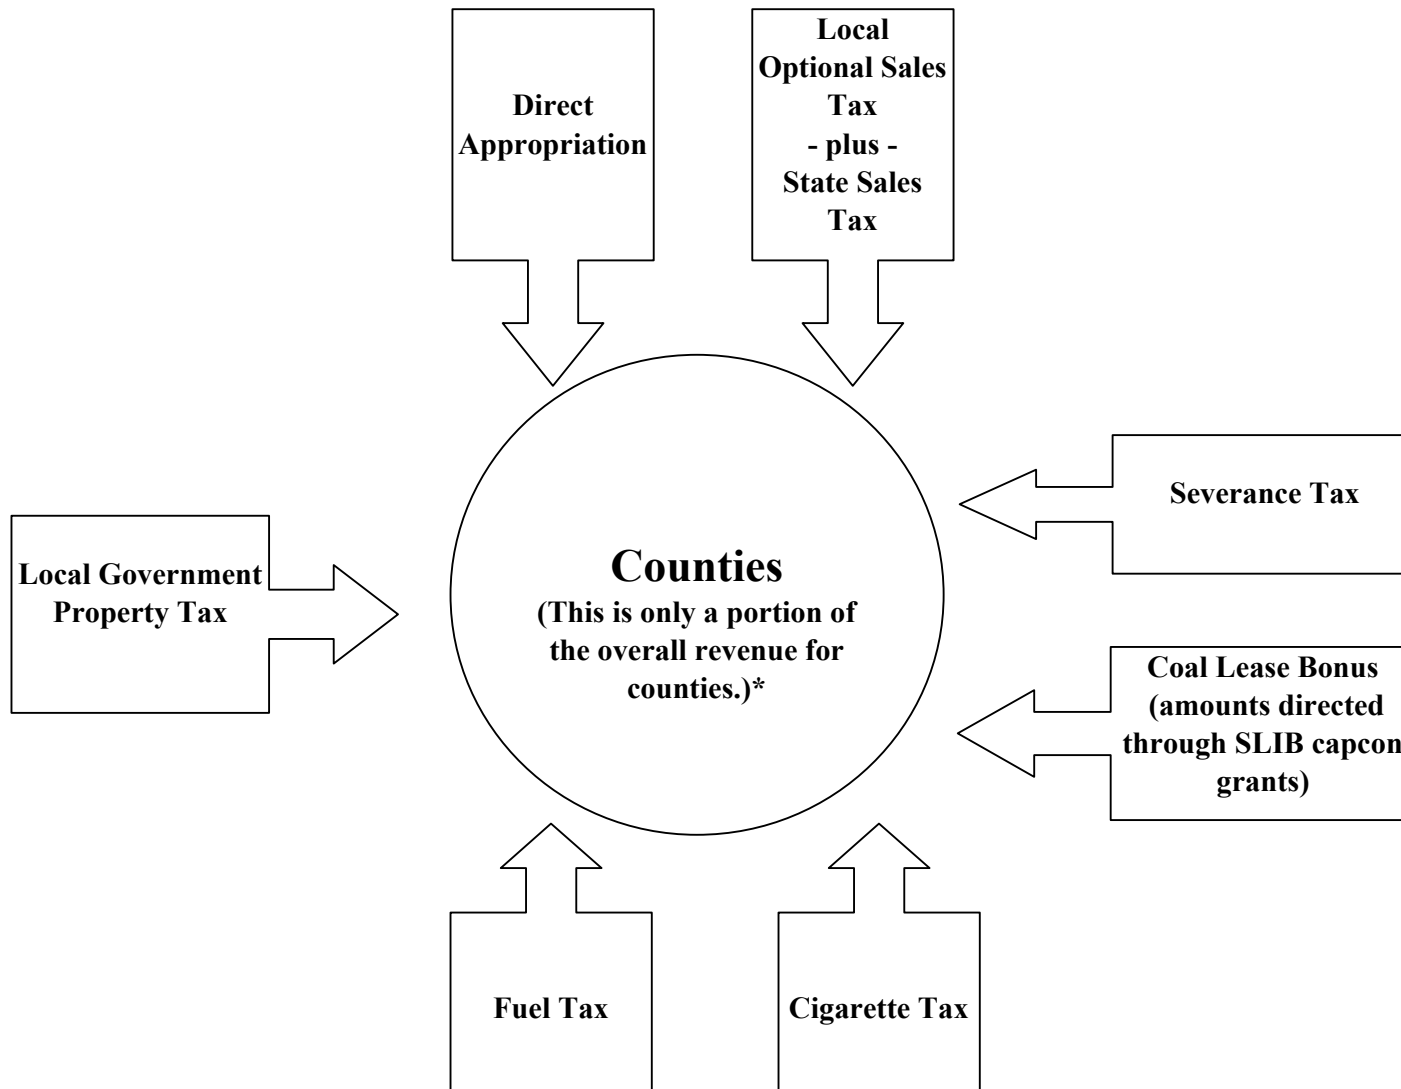 Direct
Appropriation
Local
Optional Sales
Tax
- plus -
State Sales
Tax
Severance Tax
Local Government
Property Tax
Counties
(This is only a portion of
the overall revenue for
counties.)*
Coal Lease Bonus
(amounts directed
through SLIB capcon
grants)
Fuel Tax
Cigarette Tax